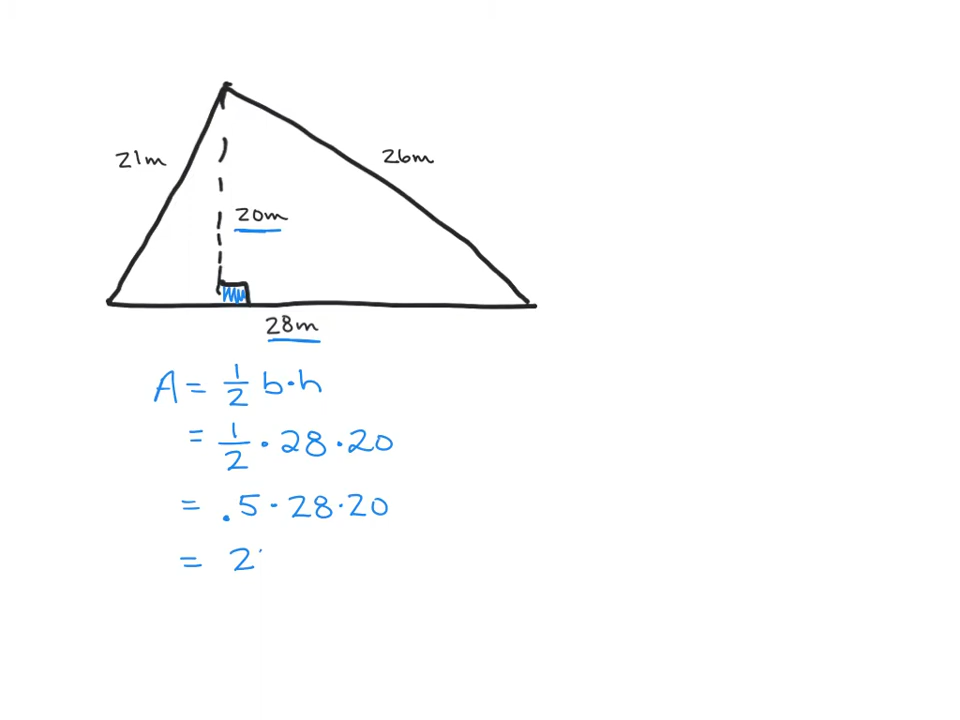 21m
26m
20m
28m
A = 1/2 b·h
= 1/2 · 28 · 20
= .5 · 28 · 20
= 2